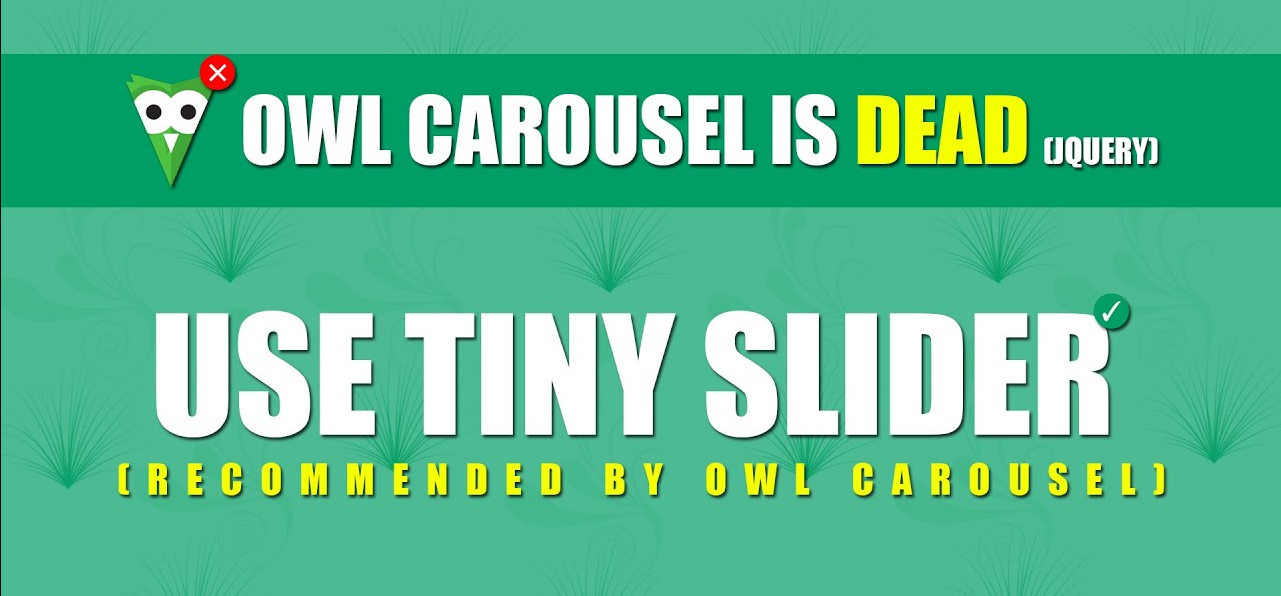 OWL CAROUSEL IS DEAD (JQUERY)
USE TINY SLIDER
(RECOMMENDED BY OWL CAROUSEL)